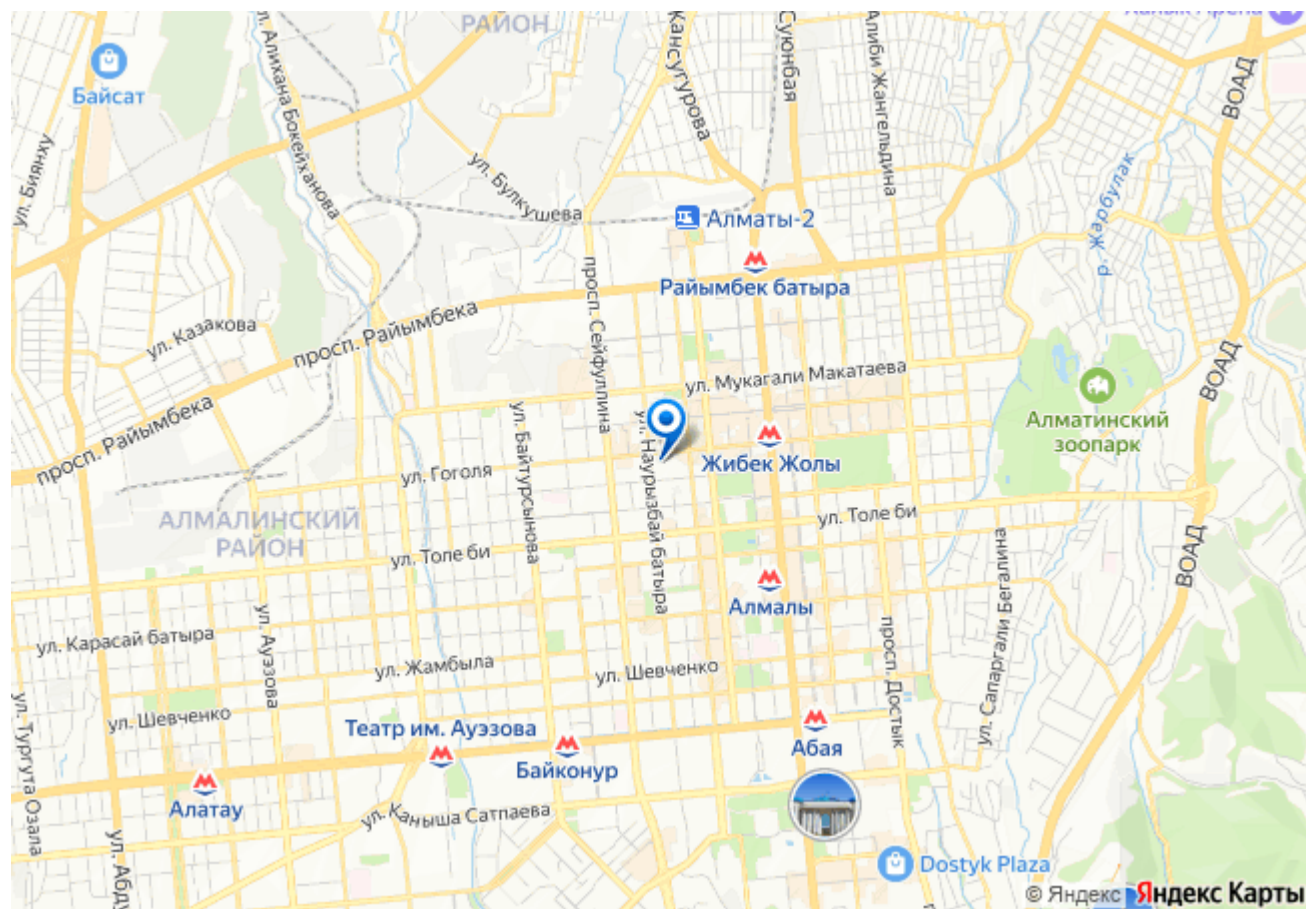 РАЙОН
Байсат
ул. Биянху
ул. Алихана Бокейханова
ул. Булкушева
Кансугурова
Суюнбая
Алиби Жангельдина
ВОАД
р. Жарбулак
Алматы-2
Райымбек батыра
просп. Сейфуллина
просп. Райымбека
ул. Казакова
просп. Райымбека
ул. Мукагали Макатаева
ВОАД
Алматинский
зоопарк
ул. Байтурсынова
ул. Наурызбай батыра
Жибек Жолы
ул. Гоголя
АЛМАЛИНСКИЙ
РАЙОН
ул. Толе би
ул. Толе би
ВОАД
Алмалы
ул. Сапаргали Бегалина
ул. Карасай батыра
ул. Ауэзова
ул. Жамбыла
ул. Шевченко
просп. Достык
ул. Шевченко
ул. Тургута Озала
Театр им. Ауэзова
Байконур
Абая
Алатау
ул. Каныша Сатпаева
ул. Абду
Dostyk Plaza
© Яндекс Яндекс Карты